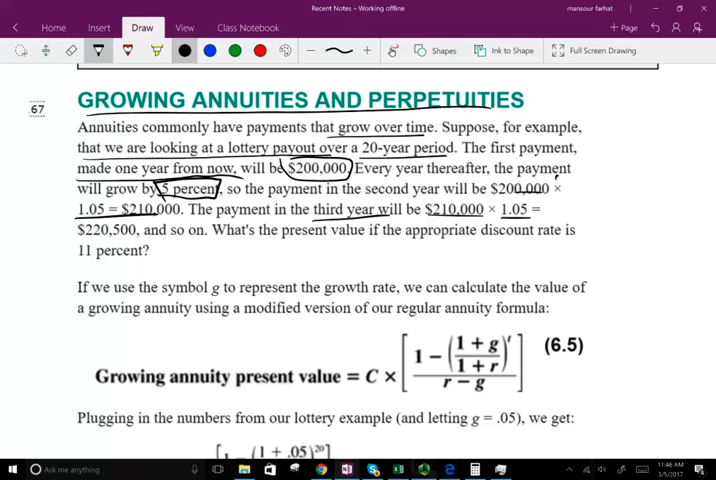 Recent Notes – Working offline
mansour farhat
Home
Insert
Draw
View
Class Notebook
+ Page
Shapes
Ink to Shape
Full Screen Drawing
67
GROWING ANNUITIES AND PERPETUITIES
Annuities commonly have payments that grow over time. Suppose, for example,
that we are looking at a lottery payout over a 20-year period. The first payment,
made one year from now, will be $200,000. Every year thereafter, the payment
will grow by 5 percent, so the payment in the second year will be $200,000 ×
1.05 = $210,000. The payment in the third year will be $210,000 × 1.05 =
$220,500, and so on. What's the present value if the appropriate discount rate is
11 percent?
If we use the symbol g to represent the growth rate, we can calculate the value of
a growing annuity using a modified version of our regular annuity formula:
Growing annuity present value = C × [ 1 − ( (1 + g) / (1 + r) )^t / (r − g) ] (6.5)
Plugging in the numbers from our lottery example (and letting g = .05), we get:
[ 1 (1 + .05)^20 ]
Ask me anything
11:46 AM
3/5/2017